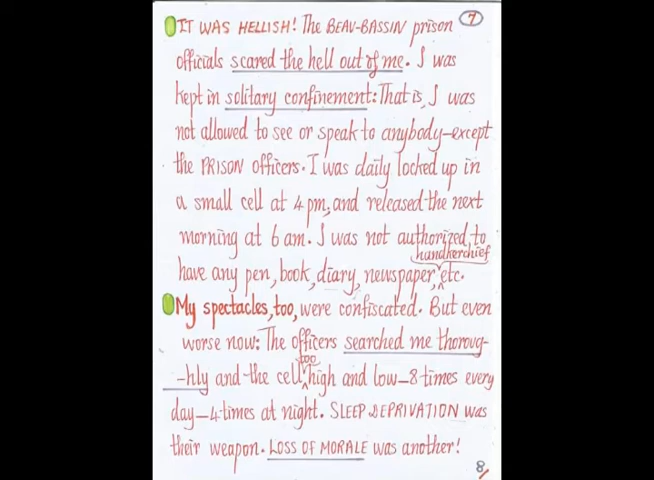 IT WAS HELLISH! The BEAU-BASSIN prison 7
officials scared the hell out of me. I was
kept in solitary confinement: That is, I was
not allowed to see or speak to anybody-except
the PRISON officers. I was daily locked up in
a small cell at 4 pm, and released the next
morning at 6 am. I was not authorized to
handkerchief
have any pen, book, diary, newspaper, etc.
My spectacles, too, were confiscated. But even
worse now: The officers searched me thoroug-
too
-hly and the cell high and low-8 times every
day-4 times at night. SLEEP DEPRIVATION was
their weapon. LOSS OF MORALE was another!
8/